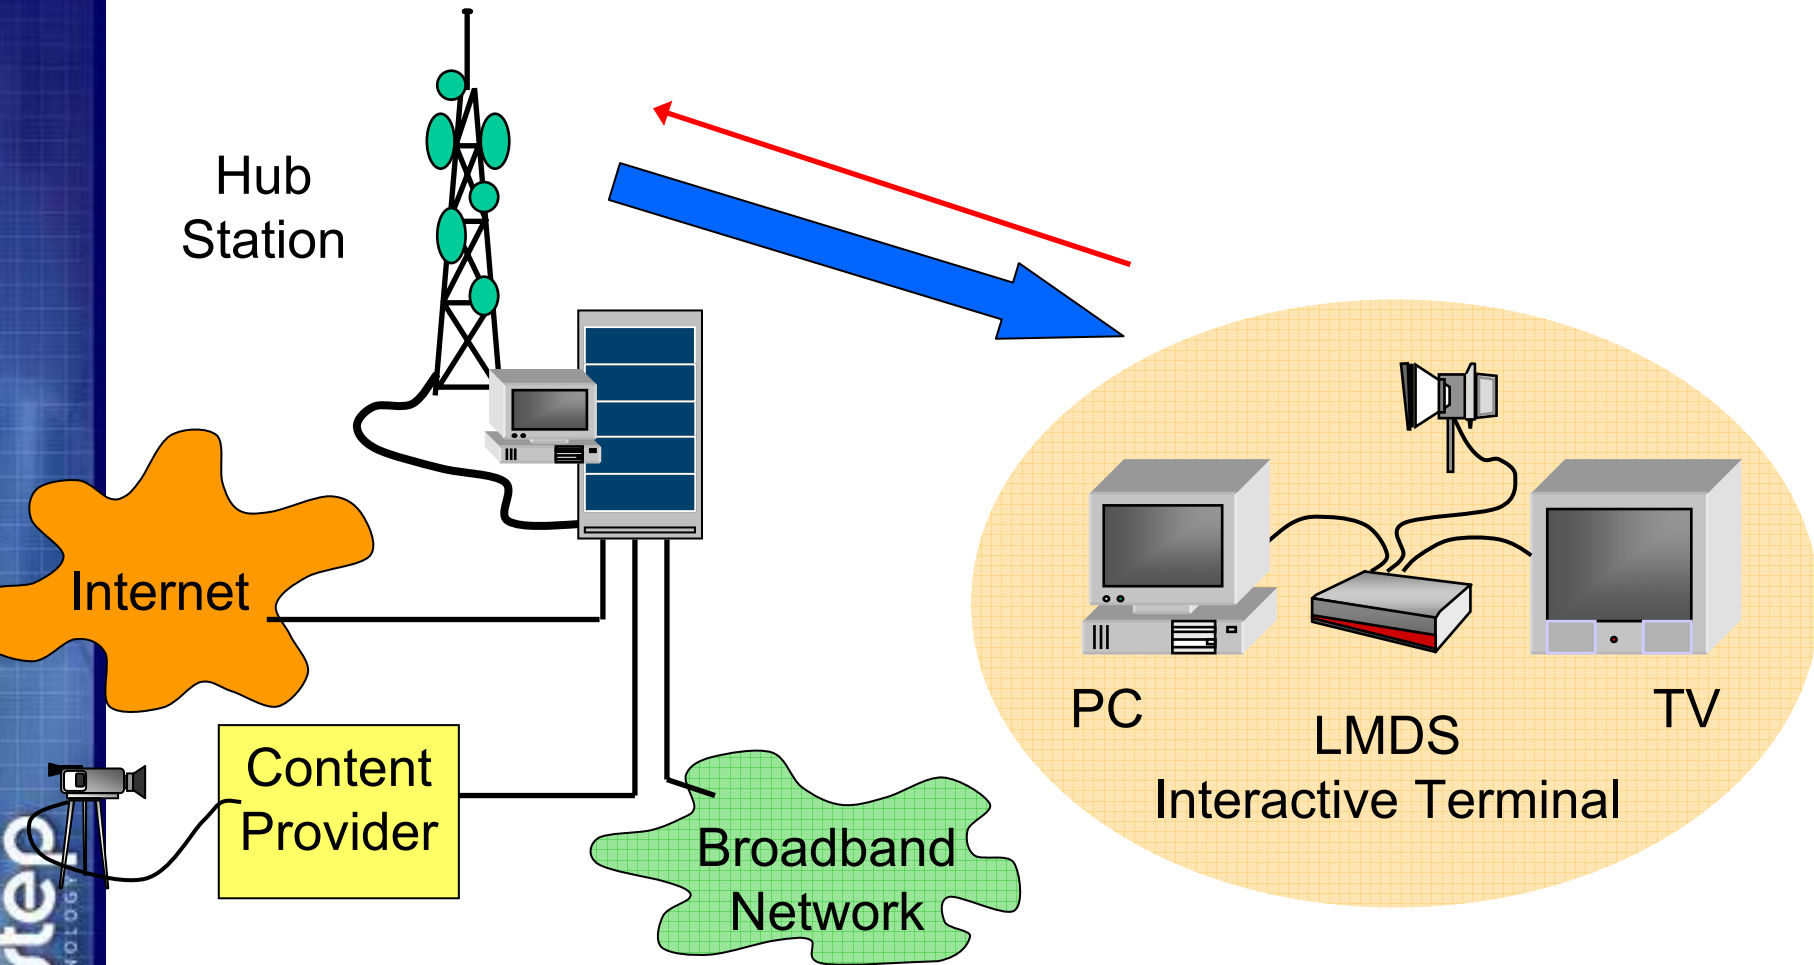 Hub
Station
Internet
Content
Provider
Broadband
Network
PC
LMDS
Interactive Terminal
TV